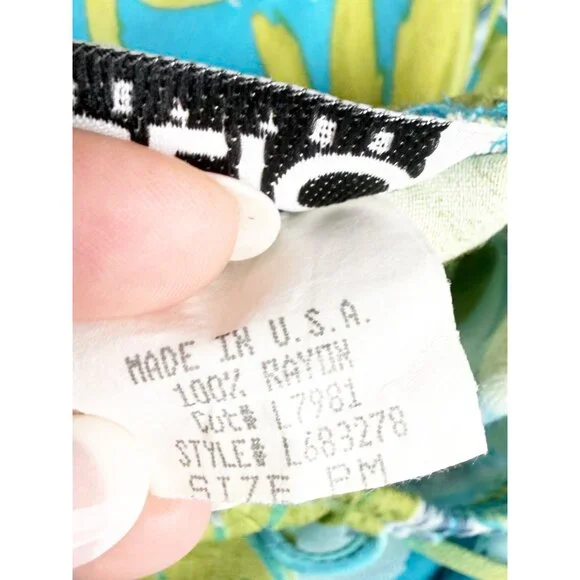 MADE IN U.S.A.
100% RAYON
Cut# L7981
STYLE# L683278
SIZE PM